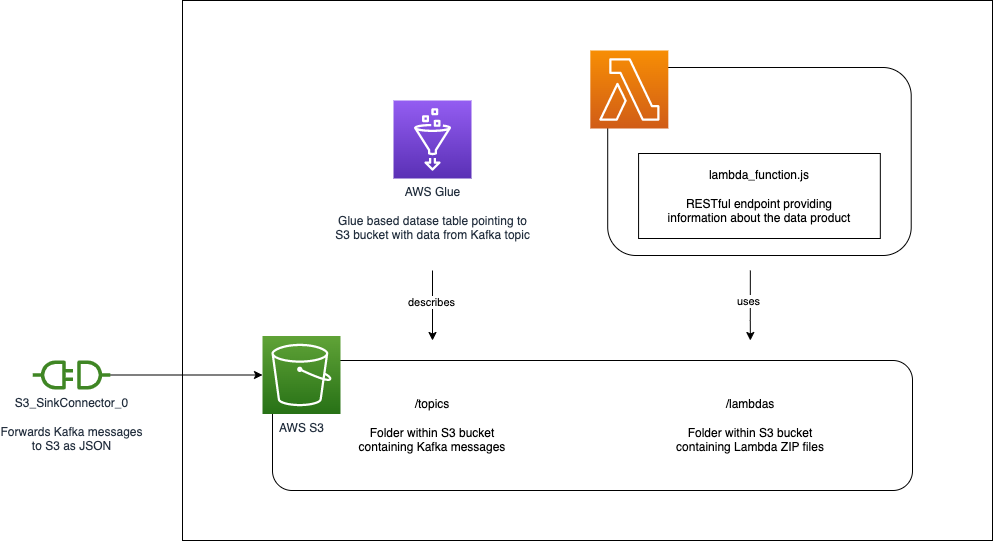 AWS Glue
Glue based datase table pointing to
S3 bucket with data from Kafka topic
lambda_function.js
RESTful endpoint providing
information about the data product
describes
uses
S3_SinkConnector_0
Forwards Kafka messages
to S3 as JSON
AWS S3
/topics
Folder within S3 bucket
containing Kafka messages
/lambdas
Folder within S3 bucket
containing Lambda ZIP files